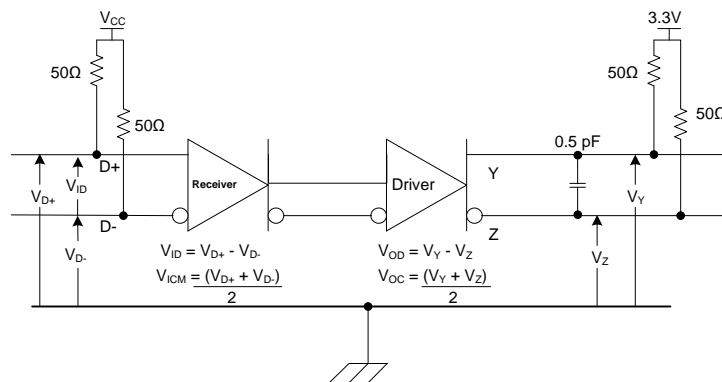 VCC
3.3V
50Ω
50Ω
50Ω
50Ω
0.5 pF
D+
Receiver
Driver
Y
VID
VD+
VY
D-
Z
VD-
VZ
VID = VD+ - VD-
VICM = (VD+ + VD-)
2
VOD = VY - VZ
VOC = (VY + VZ)
2